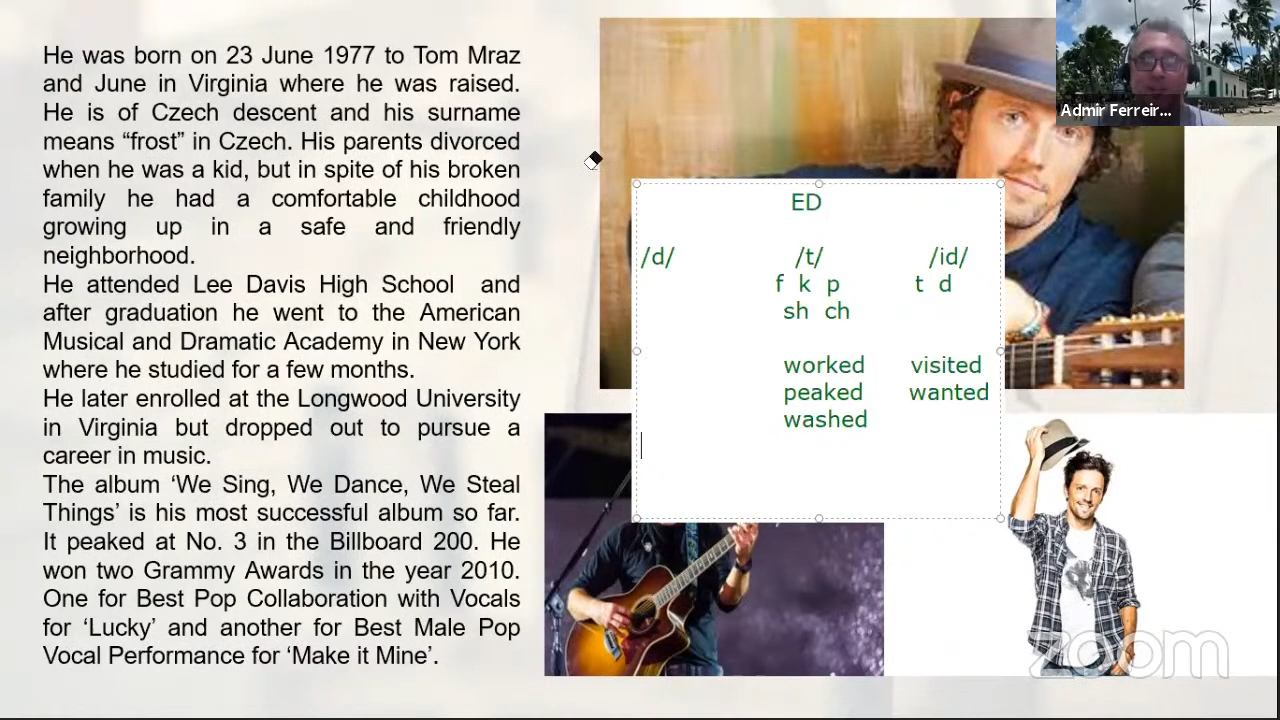 He was born on 23 June 1977 to Tom Mraz
and June in Virginia where he was raised.
He is of Czech descent and his surname
means “frost” in Czech. His parents divorced
when he was a kid, but in spite of his broken
family he had a comfortable childhood
growing up in a safe and friendly
neighborhood.
He attended Lee Davis High School and
after graduation he went to the American
Musical and Dramatic Academy in New York
where he studied for a few months.
He later enrolled at the Longwood University
in Virginia but dropped out to pursue a
career in music.
The album ‘We Sing, We Dance, We Steal
Things’ is his most successful album so far.
It peaked at No. 3 in the Billboard 200. He
won two Grammy Awards in the year 2010.
One for Best Pop Collaboration with Vocals
for ‘Lucky’ and another for Best Male Pop
Vocal Performance for ‘Make it Mine’.
Admir Ferreir...
ED
/d/ /t/ /id/
f k p t d
sh ch
worked visited
peaked wanted
washed
zoom